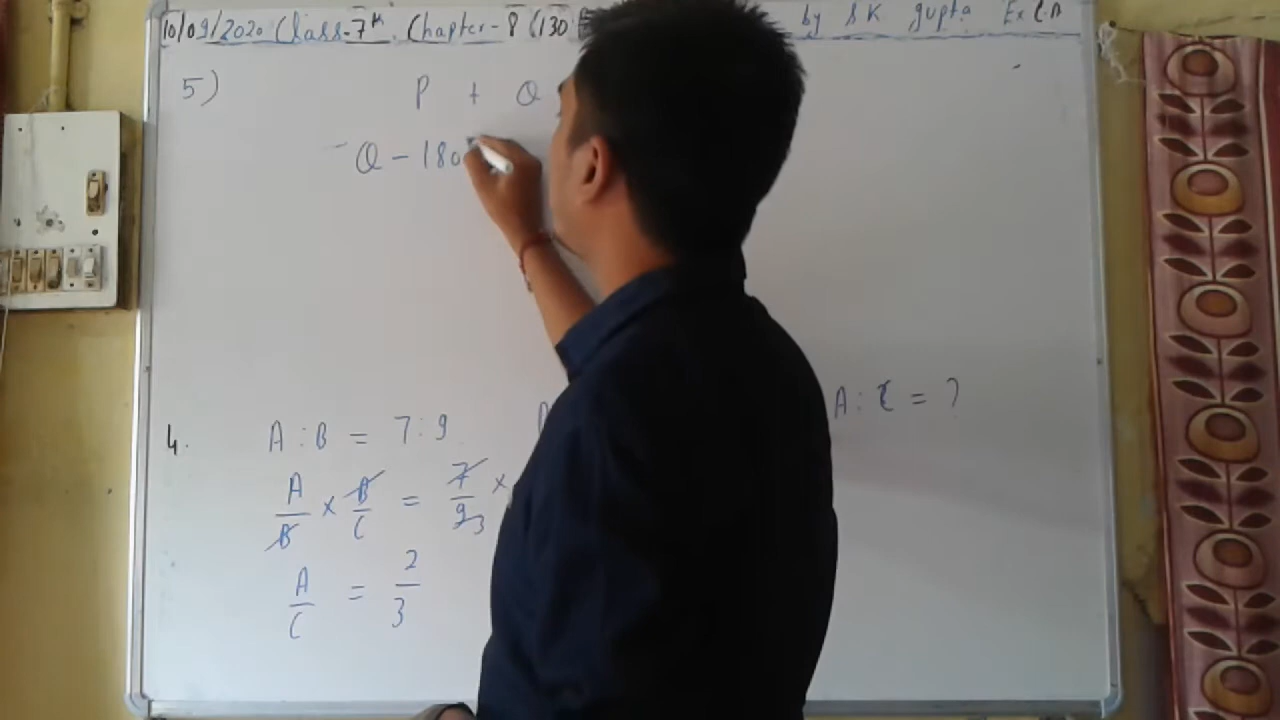 10/09/2020 Class-7th Chapter-8 (130 by SK gupta Ex
5) P + Q
Q - 180
A : C = ?
4. A : B = 7 : 9
A/B × B/C = 7/9 ×
A/C = 2/3